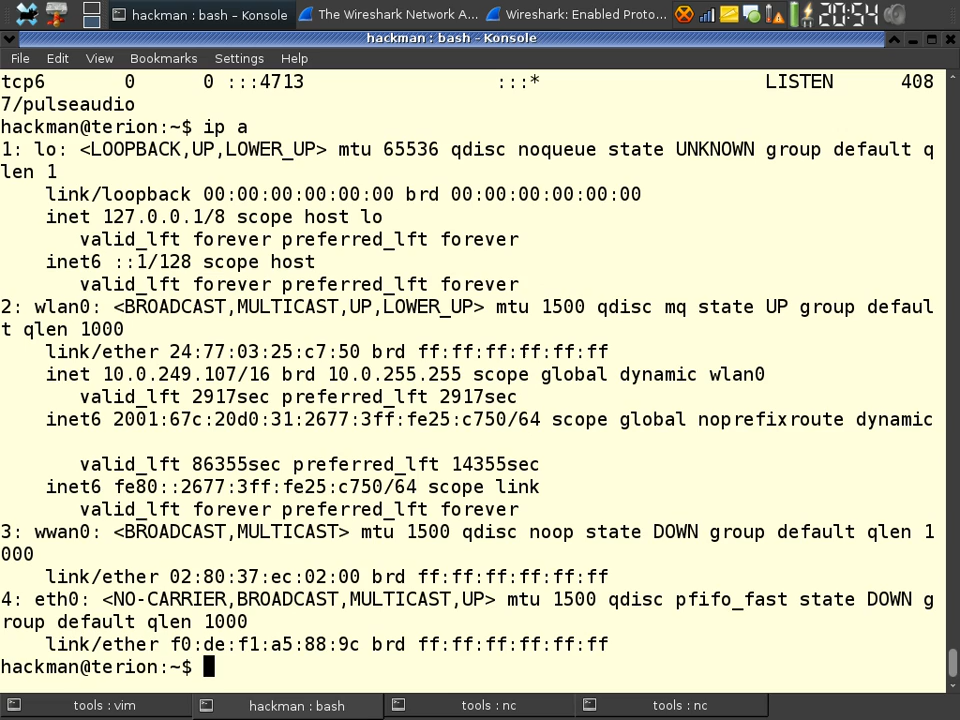 hackman : bash – Konsole
The Wireshark Network A...
Wireshark: Enabled Proto...
20:54
hackman : bash – Konsole
File Edit View Bookmarks Settings Help
tcp6 0 0 :::4713 :::* LISTEN 408
7/pulseaudio
hackman@terion:~$ ip a
1: lo: <LOOPBACK,UP,LOWER_UP> mtu 65536 qdisc noqueue state UNKNOWN group default q
len 1
link/loopback 00:00:00:00:00:00 brd 00:00:00:00:00:00
inet 127.0.0.1/8 scope host lo
valid_lft forever preferred_lft forever
inet6 ::1/128 scope host
valid_lft forever preferred_lft forever
2: wlan0: <BROADCAST,MULTICAST,UP,LOWER_UP> mtu 1500 qdisc mq state UP group defaul
t qlen 1000
link/ether 24:77:03:25:c7:50 brd ff:ff:ff:ff:ff:ff
inet 10.0.249.107/16 brd 10.0.255.255 scope global dynamic wlan0
valid_lft 2917sec preferred_lft 2917sec
inet6 2001:67c:20d0:31:2677:3ff:fe25:c750/64 scope global noprefixroute dynamic
valid_lft 86355sec preferred_lft 14355sec
inet6 fe80::2677:3ff:fe25:c750/64 scope link
valid_lft forever preferred_lft forever
3: wwan0: <BROADCAST,MULTICAST> mtu 1500 qdisc noop state DOWN group default qlen 1
000
link/ether 02:80:37:ec:02:00 brd ff:ff:ff:ff:ff:ff
4: eth0: <NO-CARRIER,BROADCAST,MULTICAST,UP> mtu 1500 qdisc pfifo_fast state DOWN g
roup default qlen 1000
link/ether f0:de:f1:a5:88:9c brd ff:ff:ff:ff:ff:ff
hackman@terion:~$
tools : vim
hackman : bash
tools : nc
tools : nc